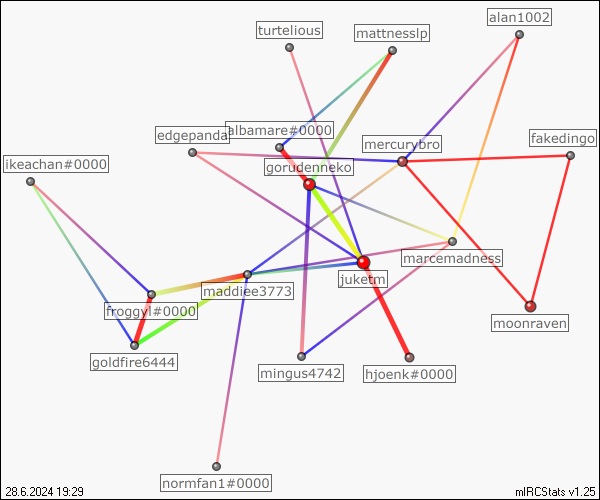 alan1002
turtelious
mattnesslp
edgepanda
albamare#0000
mercurybro
fakedingo
ikeachan#0000
gorudenneko
marcemadness
juketm
maddiee3773
froggyl#0000
moonraven
goldfire6444
mingus4742
hjoenk#0000
normfan1#0000
28.6.2024 19:29
mIRCStats v1.25